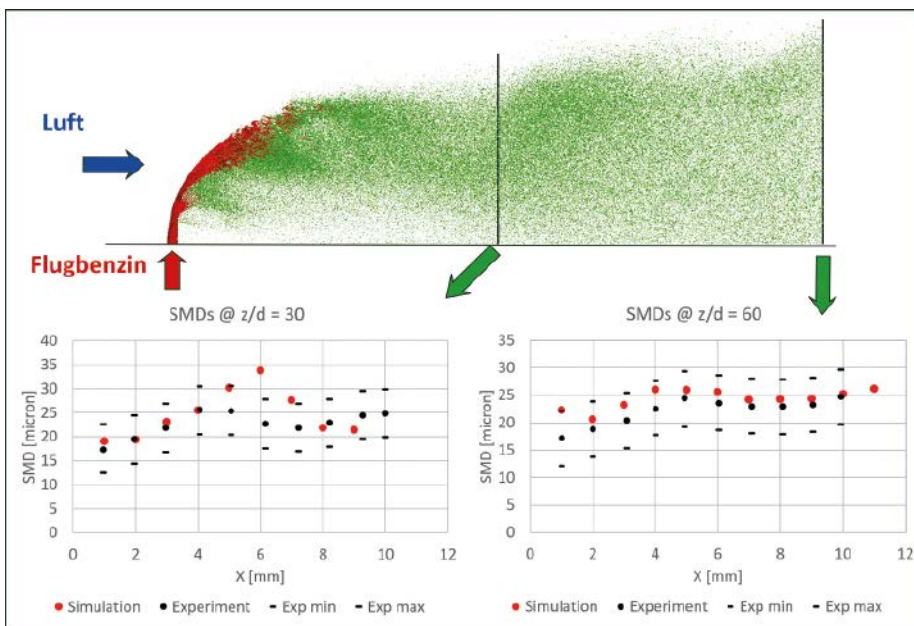 Luft
Flugbenzin
SMDs @ z/d = 30
40
35
30
25
20
15
10
5
0
SMD [micron]
0 2 4 6 8 10 12
X [mm]
Simulation Experiment Exp min Exp max
SMDs @ z/d = 60
35
30
25
20
15
10
5
0
SMD [micron]
0 2 4 6 8 10 12
X [mm]
Simulation Experiment Exp min Exp max